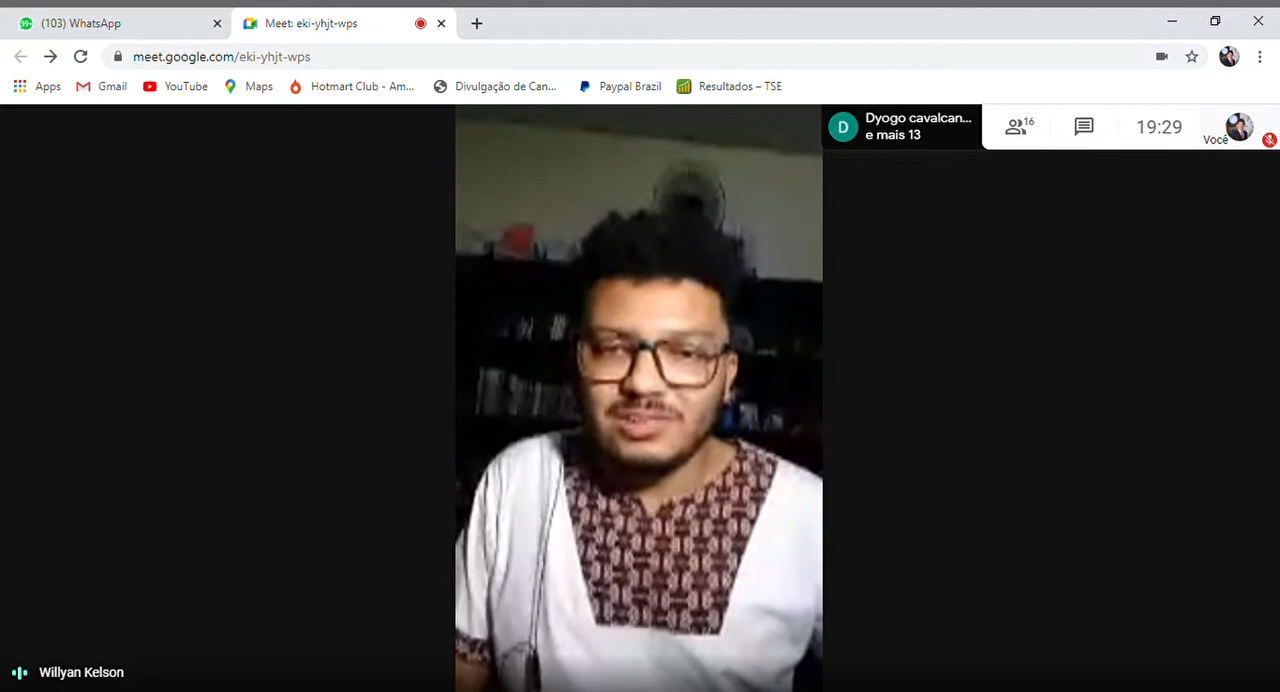 99+ (103) WhatsApp
Meet: eki-yhjt-wps
meet.google.com/eki-yhjt-wps
Apps
Gmail
YouTube
Maps
Hotmart Club - Am...
Divulgação de Can...
Paypal Brazil
Resultados – TSE
D
Dyogo cavalcan...
e mais 13
16
19:29
Você
Willyan Kelson